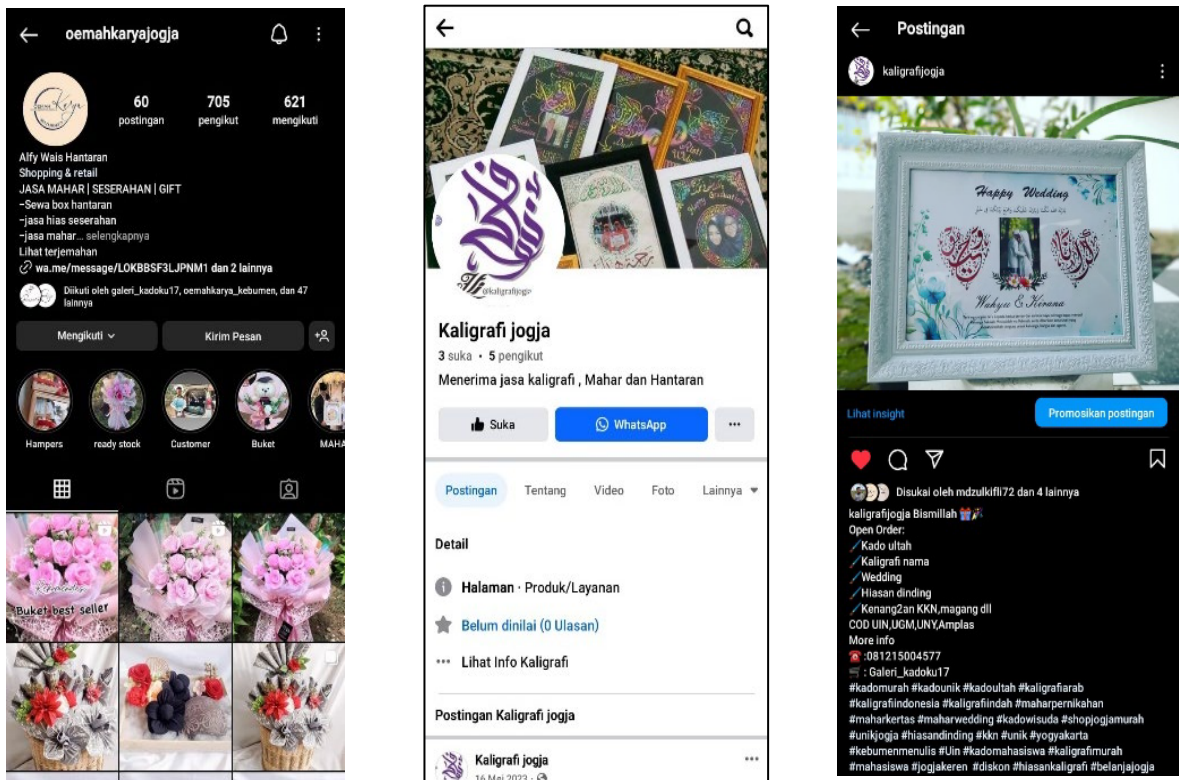 oemahkaryajogja
60
705
621
postingan
pengikut
mengikuti
Alfy Wais Hantaran
Shopping & retail
JASA MAHAR | SESERAHAN | GIFT
-Sewa box hantaran
-jasa hias seserahan
-jasa mahar... selengkapnya
Lihat terjemahan
wa.me/message/LOKBBSF3LJPNM1 dan 2 lainnya
Diikuti oleh galeri_kadoku17, oemahkarya_kebumen, dan 47
lainnya
Mengikuti
Kirim Pesan
Hampers
ready stock
Customer
Buket
MAHA
Buket best seller
@kaligrafijogja
Kaligrafi jogja
3 suka • 5 pengikut
Menerima jasa kaligrafi , Mahar dan Hantaran
Suka
WhatsApp
Postingan
Tentang
Video
Foto
Lainnya
Detail
Halaman · Produk/Layanan
Belum dinilai (0 Ulasan)
Lihat Info Kaligrafi
Postingan Kaligrafi jogja
Kaligrafi jogja
16 Mei 2023
Postingan
kaligrafijogja
Happy Wedding
Wahyu & Kirana
Lihat insight
Promosikan postingan
Disukai oleh mdzulkifli72 dan 4 lainnya
kaligrafijogja Bismillah 🎁🎉
Open Order:
🖌️Kado ultah
🖌️Kaligrafi nama
🖌️Wedding
🖌️Hiasan dinding
🖌️Kenang2an KKN,magang dll
COD UIN,UGM,UNY,Amplas
More info
☎️ :081215004577
🛒 : Galeri_kadoku17
#kadomurah #kadounik #kadoultah #kaligrafiarab
#kaligrafiindonesia #kaligrafiindah #maharpernikahan
#maharkertas #maharwedding #kadowisuda #shopjogjamurah
#unikjogja #hiasandinding #kkn #unik #yogyakarta
#kebumenmenulis #Uin #kadomahasiswa #kaligrafimurah
#mahasiswa #jogjakeren #diskon #hiasankaligrafi #belanjajogja